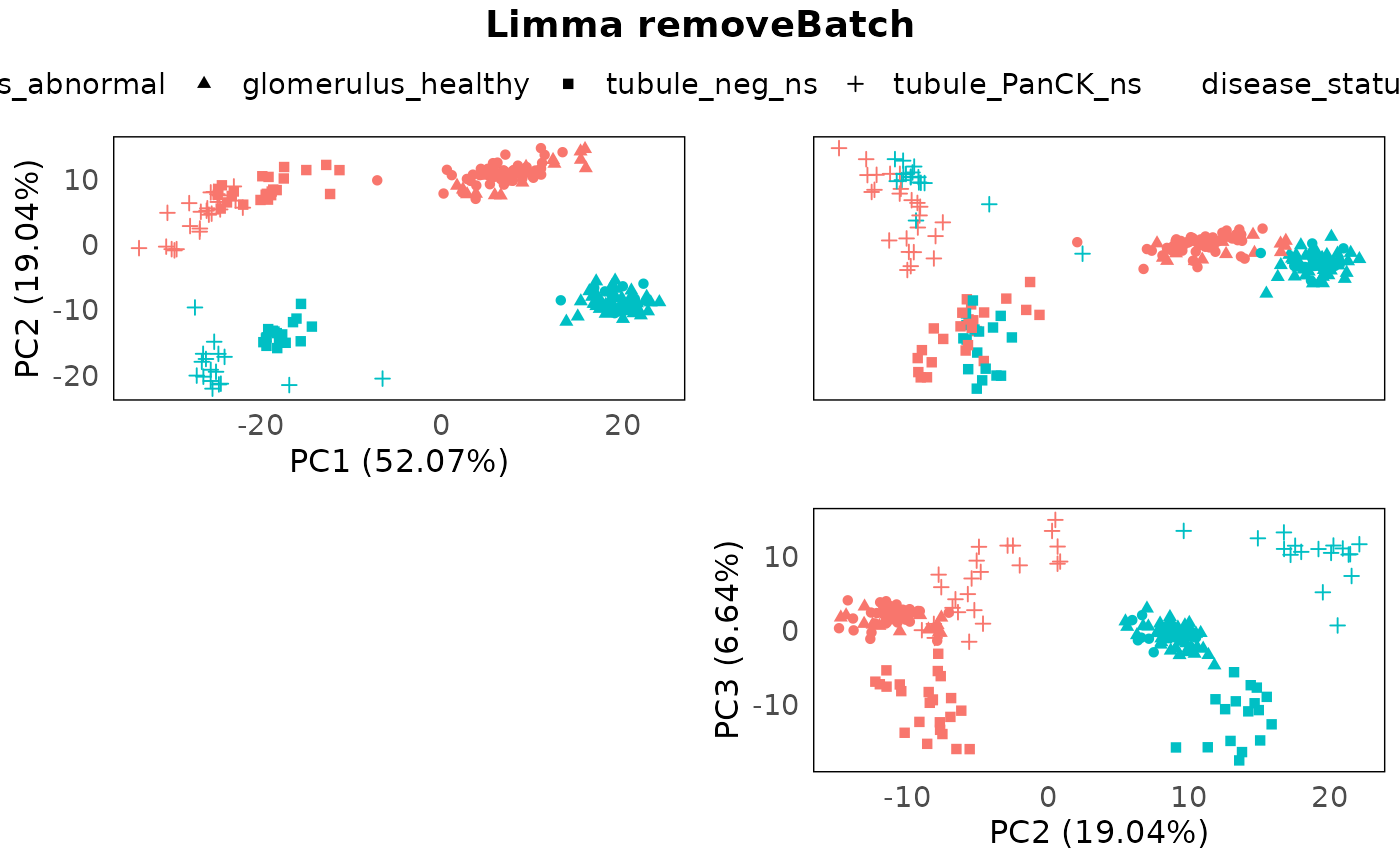 Limma removeBatch
s_abnormal glomerulus_healthy tubule_neg_ns tubule_PanCK_ns disease_statu
PC2 (19.04%)
10
0
-10
-20
-20 0 20
PC1 (52.07%)
PC3 (6.64%)
10
0
-10
-10 0 10 20
PC2 (19.04%)